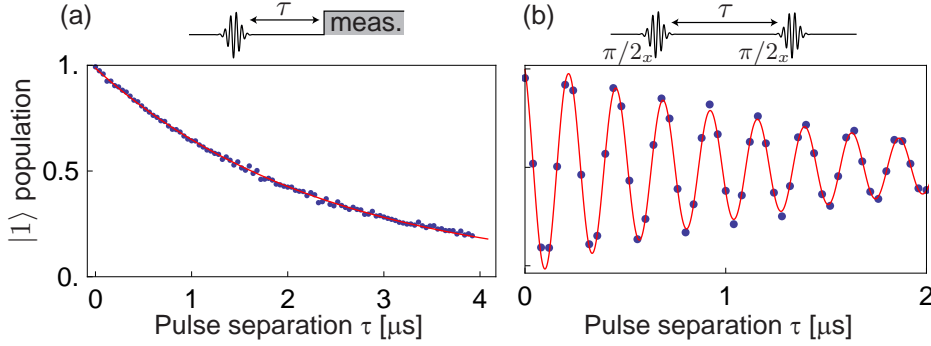 (a)
τ
meas.
|1⟩ population
1.
0.5
0.
0
1
2
3
4
Pulse separation τ [μs]
(b)
τ
π/2ₓ
π/2ₓ
0
1
2
Pulse separation τ [μs]